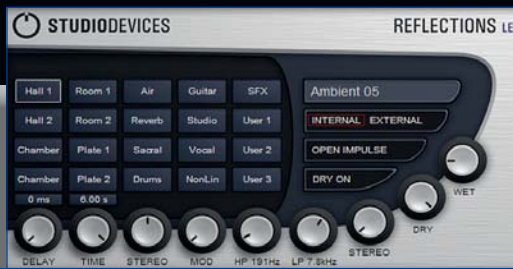 STUDIODEVICES
REFLECTIONS LE
Hall 1 Room 1 Air Guitar SFX
Ambient 05
Hall 2 Room 2 Reverb Studio User 1
INTERNAL EXTERNAL
Chamber Plate 1 Sacral Vocal User 2
OPEN IMPULSE
Chamber Plate 2 Drums NonLin User 3
DRY ON
WET
0 ms 6.00 s
DRY
STEREO
DELAY TIME STEREO MOD HP 191Hz LP 7.8kHz